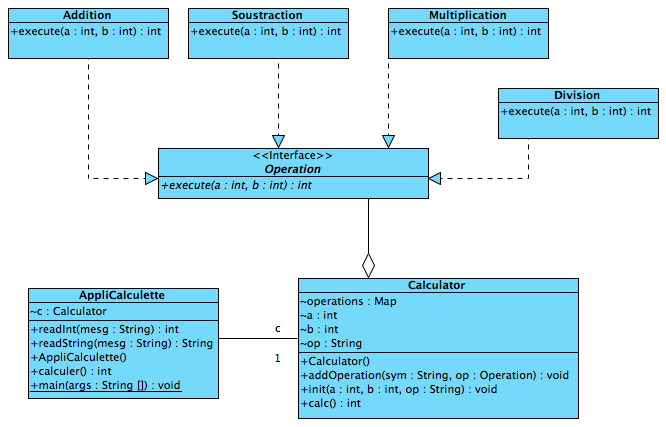 Addition
+execute(a : int, b : int) : int
Soustraction
+execute(a : int, b : int) : int
Multiplication
+execute(a : int, b : int) : int
Division
+execute(a : int, b : int) : int
<<Interface>>
Operation
+execute(a : int, b : int) : int
AppliCalculette
~c : Calculator
+readInt(mesg : String) : int
+readString(mesg : String) : String
+AppliCalculette()
+calculer() : int
+main(args : String []) : void
c
1
Calculator
~operations : Map
~a : int
~b : int
~op : String
+Calculator()
+addOperation(sym : String, op : Operation) : void
+init(a : int, b : int, op : String) : void
+calc() : int